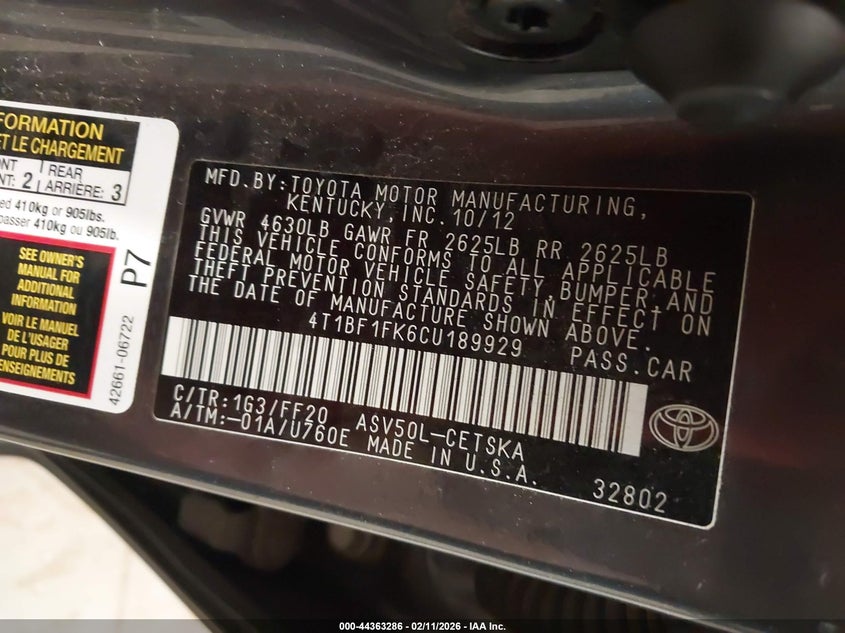 FORMATION
ET LE CHARGEMENT
2
REAR
ARRIÈRE: 3
410kg or 905lbs.
passer 410kg ou 905lb.
SEE OWNER'S
MANUAL FOR
ADDITIONAL
INFORMATION
VOIR LE MANUEL
DE L'USAGER
POUR PLUS DE
P7
42661-06722
MFD.BY:TOYOTA MOTOR MANUFACTURING,
KENTUCKY,INC.10/12
GVWR 4630LB GAWR FR 2625LB RR 2625LB
THIS VEHICLE CONFORMS TO ALL APPLICABLE
FEDERAL MOTOR VEHICLE SAFETY,BUMPER,AND
THEFT PREVENTION STANDARDS IN EFFECT ON
THE DATE OF MANUFACTURE SHOWN ABOVE.
4T1BF1FK6CU189929 PASS.CAR
C/TR:1G3/FF20 ASV50L-CETSKA
A/TM:-01A/U760E MADE IN U.S.A.
32802
000-44363286 - 02/11/2026 - IAA Inc.